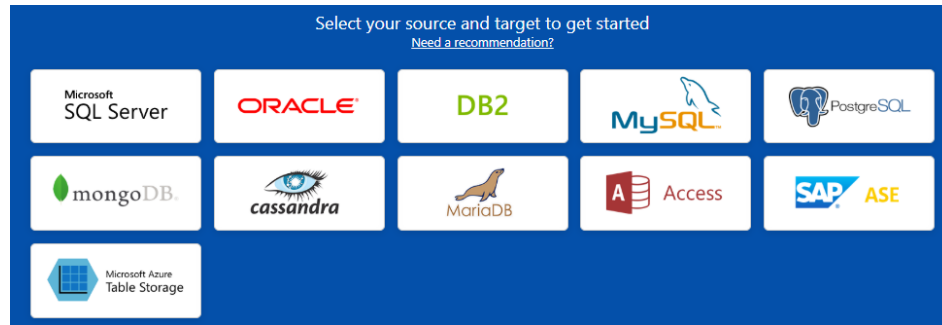 Select your source and target to get started
Need a recommendation?
Microsoft
SQL Server
ORACLE
DB2
MySQL
PostgreSQL
mongoDB
cassandra
MariaDB
A
Access
SAP
ASE
Microsoft Azure
Table Storage